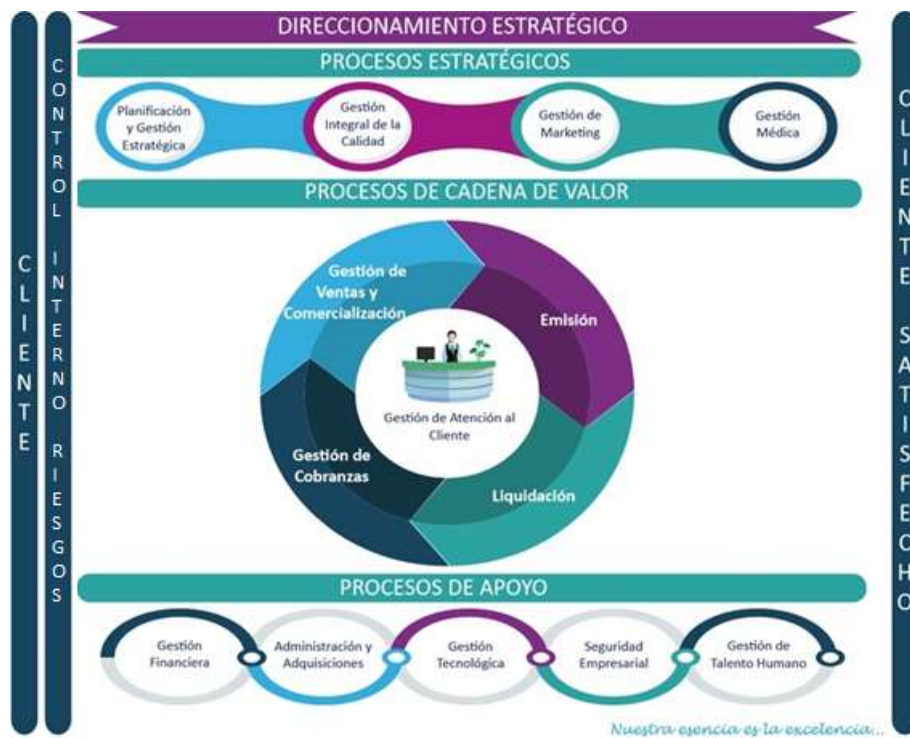 DIRECCIONAMIENTO ESTRATÉGICO
PROCESOS ESTRATÉGICOS
Planificación
y Gestión
Estratégica
Gestión
Integral de la
Calidad
Gestión de
Marketing
Gestión
Médica
PROCESOS DE CADENA DE VALOR
Gestión de
Ventas y
Comercialización
Emisión
Gestión de Atención al
Cliente
Gestión de
Cobranzas
Liquidación
PROCESOS DE APOYO
Gestión
Financiera
Administración y
Adquisiciones
Gestión
Tecnológica
Seguridad
Empresarial
Gestión de
Talento Humano
Nuestra esencia es la excelencia...
CLIENTE
CONTROL INTERNO RIESGOS
CLIENTE SATISFECHO